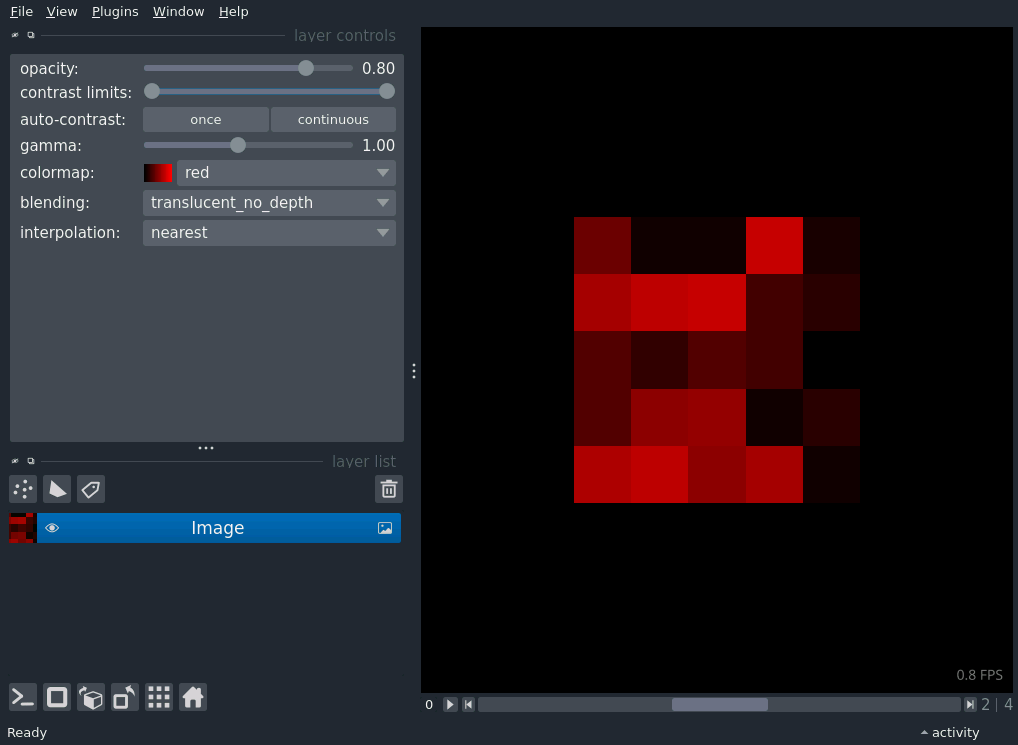 File View Plugins Window Help
layer controls
opacity: 0.80
contrast limits:
auto-contrast: once continuous
gamma: 1.00
colormap: red
blending: translucent_no_depth
interpolation: nearest
layer list
Image
0.8 FPS
0 2 | 4
Ready activity